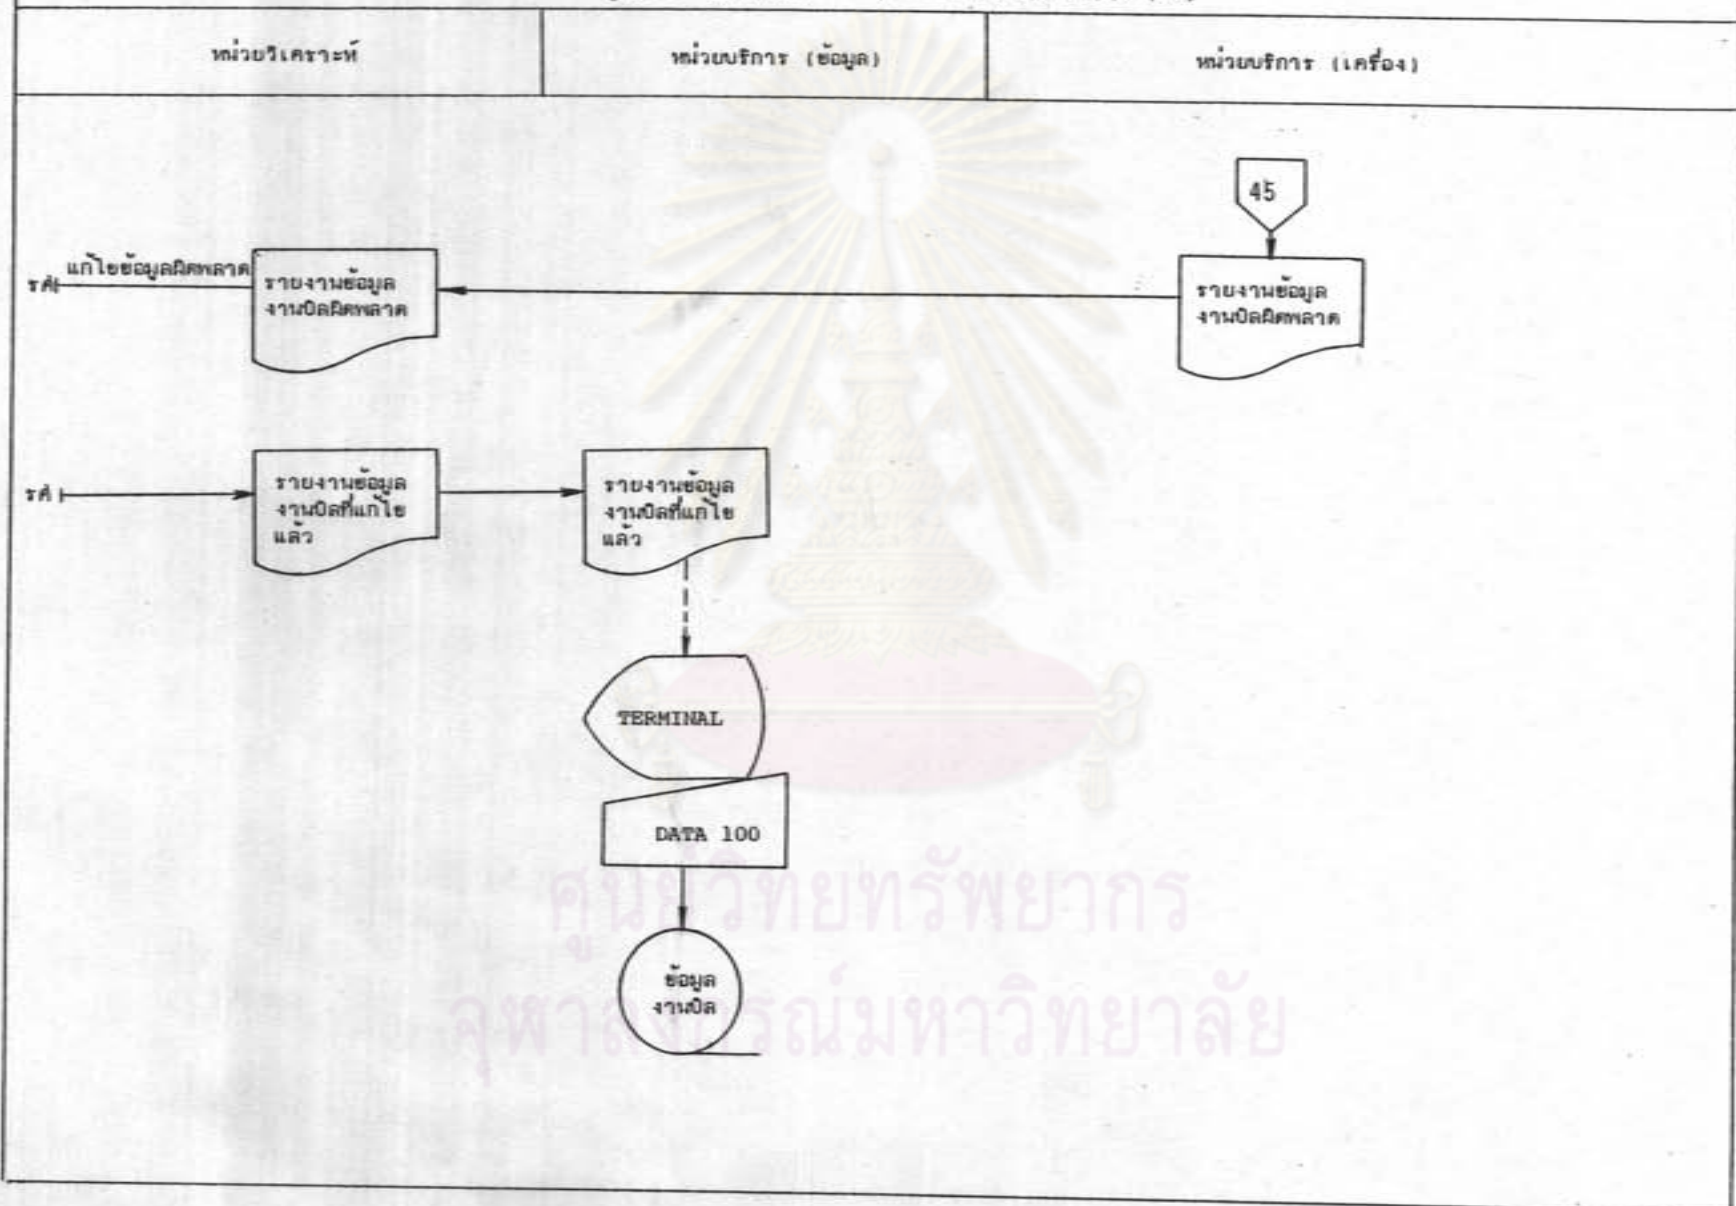 หน่วยวิเคราะห์
หน่วยบริการ (ข้อมูล)
หน่วยบริการ (เครื่อง)
45
แก้ไขข้อมูลผิดพลาด
รายงานข้อมูล
งานบิลผิดพลาด
รายงานข้อมูล
งานบิลผิดพลาด
รายงานข้อมูล
งานบิลที่แก้ไข
แล้ว
รายงานข้อมูล
งานบิลที่แก้ไข
แล้ว
TERMINAL
DATA 100
ข้อมูล
งานบิล
ศูนย์วิทยทรัพยากร
จุฬาลงกรณ์มหาวิทยาลัย